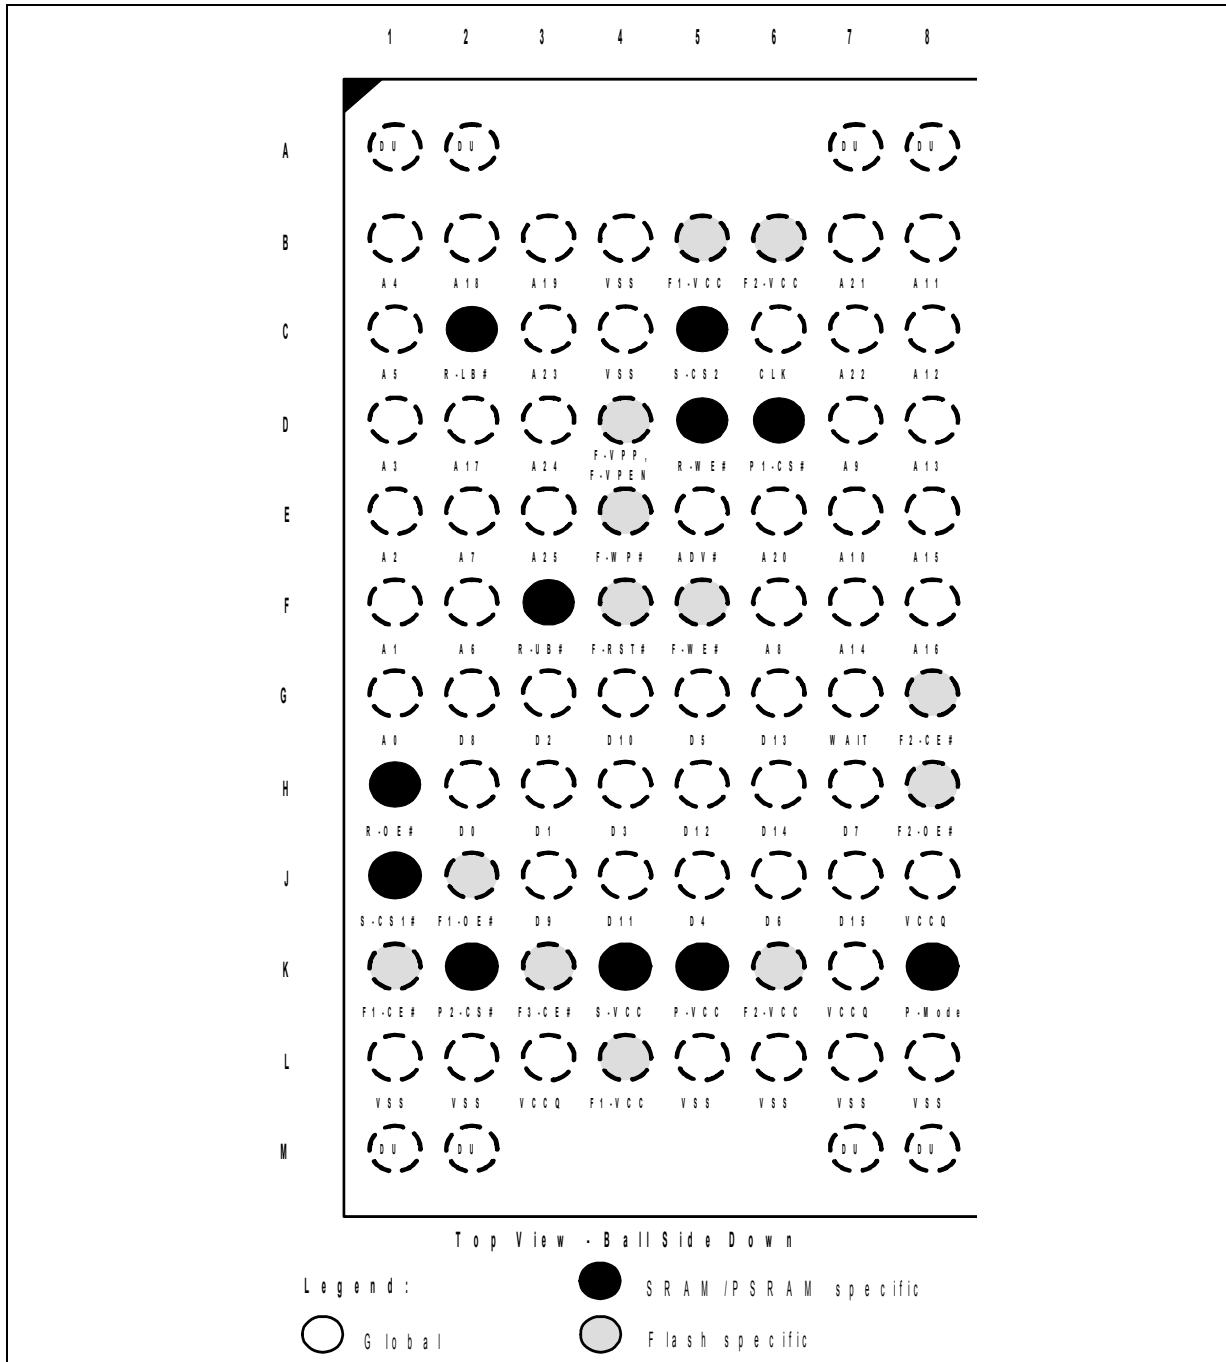 1 2 3 4 5 6 7 8
A DU DU DU DU
B
A4 A18 A19 VSS F1-VCC F2-VCC A21 A11
C
A5 R-LB# A23 VSS S-CS2 CLK A22 A12
D
A3 A17 A24 F-VPP, F-VPEN R-WE# P1-CS# A9 A13
E
A2 A7 A25 F-WP# ADV# A20 A10 A15
F
A1 A6 R-UB# F-RST# F-WE# A8 A14 A16
G
A0 D8 D2 D10 D5 D13 WAIT F2-CE#
H
R-OE# D0 D1 D3 D12 D14 D7 F2-OE#
J
S-CS1# F1-OE# D9 D11 D4 D6 D15 VCCQ
K
F1-CE# P2-CS# F3-CE# S-VCC P-VCC F2-VCC VCCQ P-Mode
L
VSS VSS VCCQ F1-VCC VSS VSS VSS VSS
M DU DU DU DU
Top View - Ball Side Down
Legend:
SRAM/PSRAM specific
Global
Flash specific